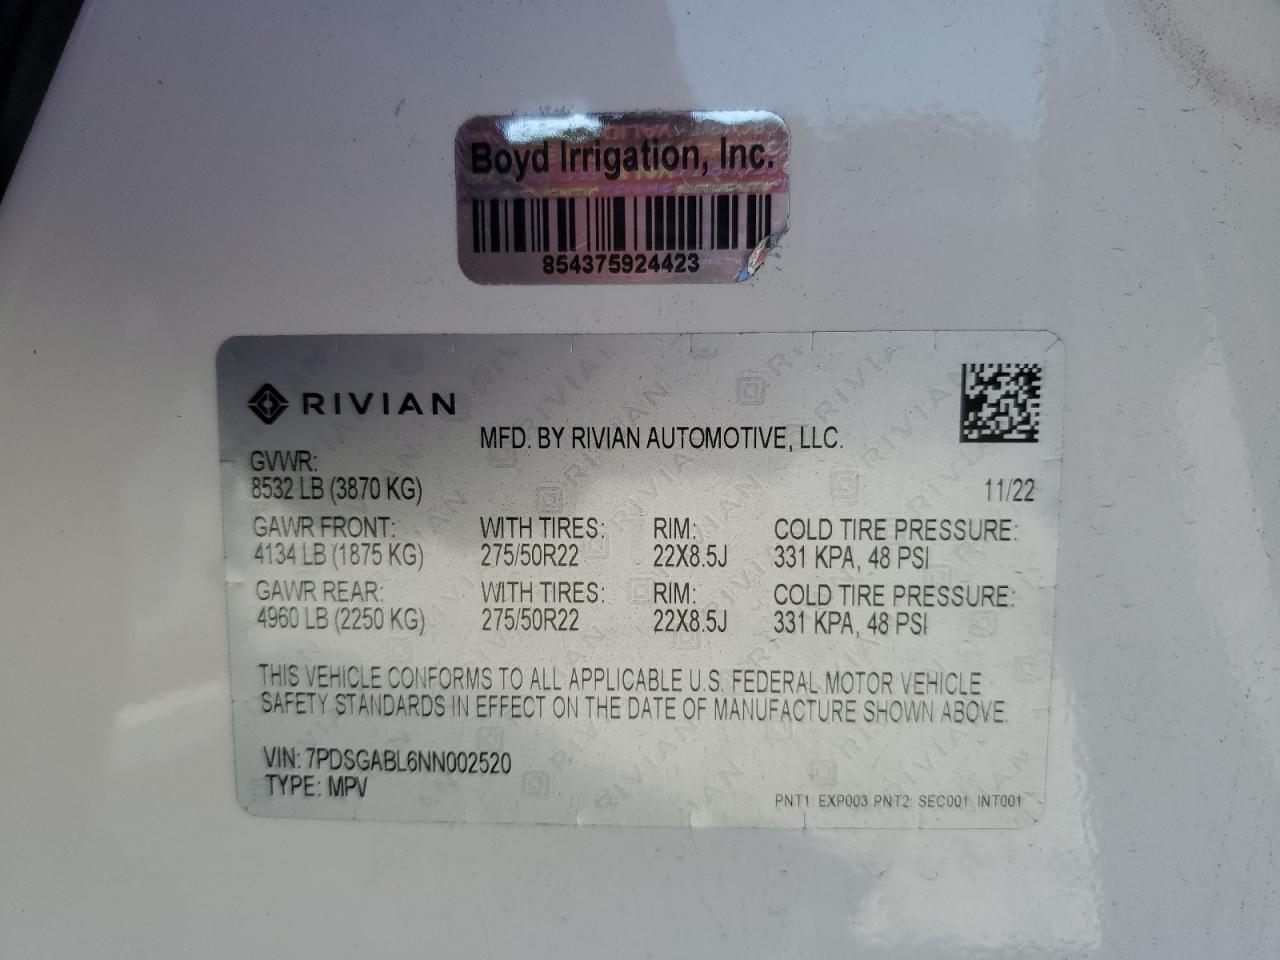 Boyd Irrigation, Inc.
854375924423
RIVIAN
MFD. BY RIVIAN AUTOMOTIVE, LLC.
GVWR:
8532 LB (3870 KG)
11/22
GAWR FRONT: WITH TIRES: RIM: COLD TIRE PRESSURE:
4134 LB (1875 KG) 275/50R22 22X8.5J 331 KPA, 48 PSI
GAWR REAR: WITH TIRES: RIM: COLD TIRE PRESSURE:
4960 LB (2250 KG) 275/50R22 22X8.5J 331 KPA, 48 PSI
THIS VEHICLE CONFORMS TO ALL APPLICABLE U.S. FEDERAL MOTOR VEHICLE
SAFETY STANDARDS IN EFFECT ON THE DATE OF MANUFACTURE SHOWN ABOVE.
VIN: 7PDSGABL6NN002520
TYPE: MPV
PNT1: EXP003 PNT2: SEC001 INT001